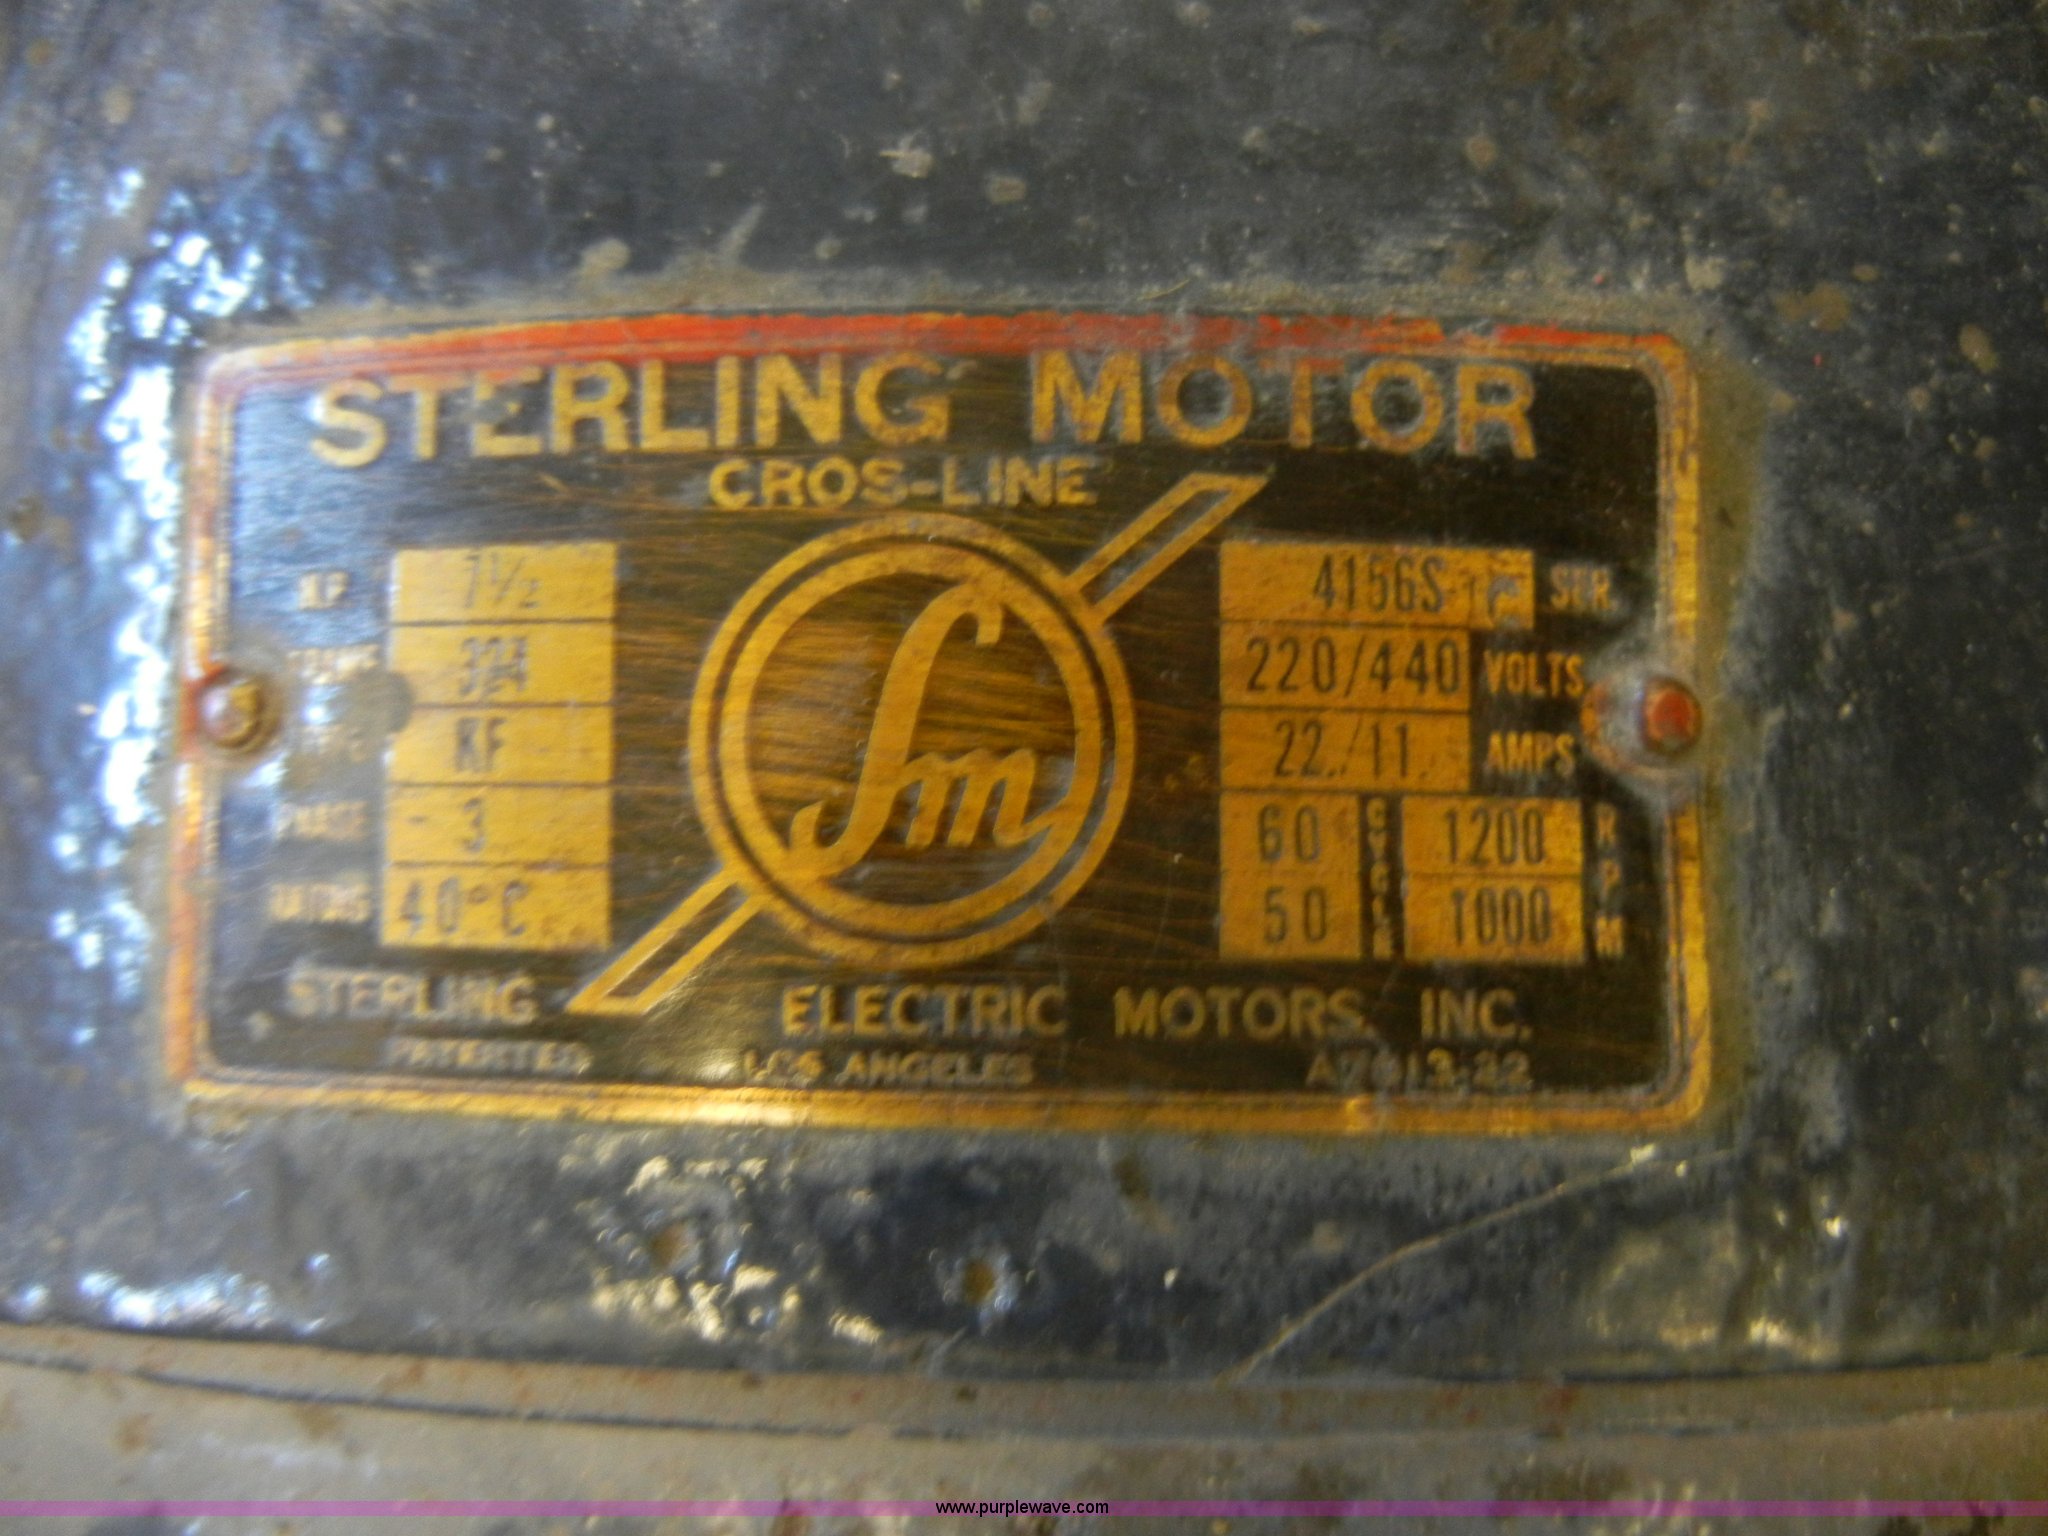 STERLING MOTOR
CROS-LINE
H.P. 7½
FRAME 324
TYPE KF
PHASE 3
RATING 40°C
Sm
4156S SER.
220/440 VOLTS
22./11. AMPS
60 CYCLE 1200 RPM
50 1000
STERLING ELECTRIC MOTORS, INC.
PATENTED LOS ANGELES
www.purplewave.com